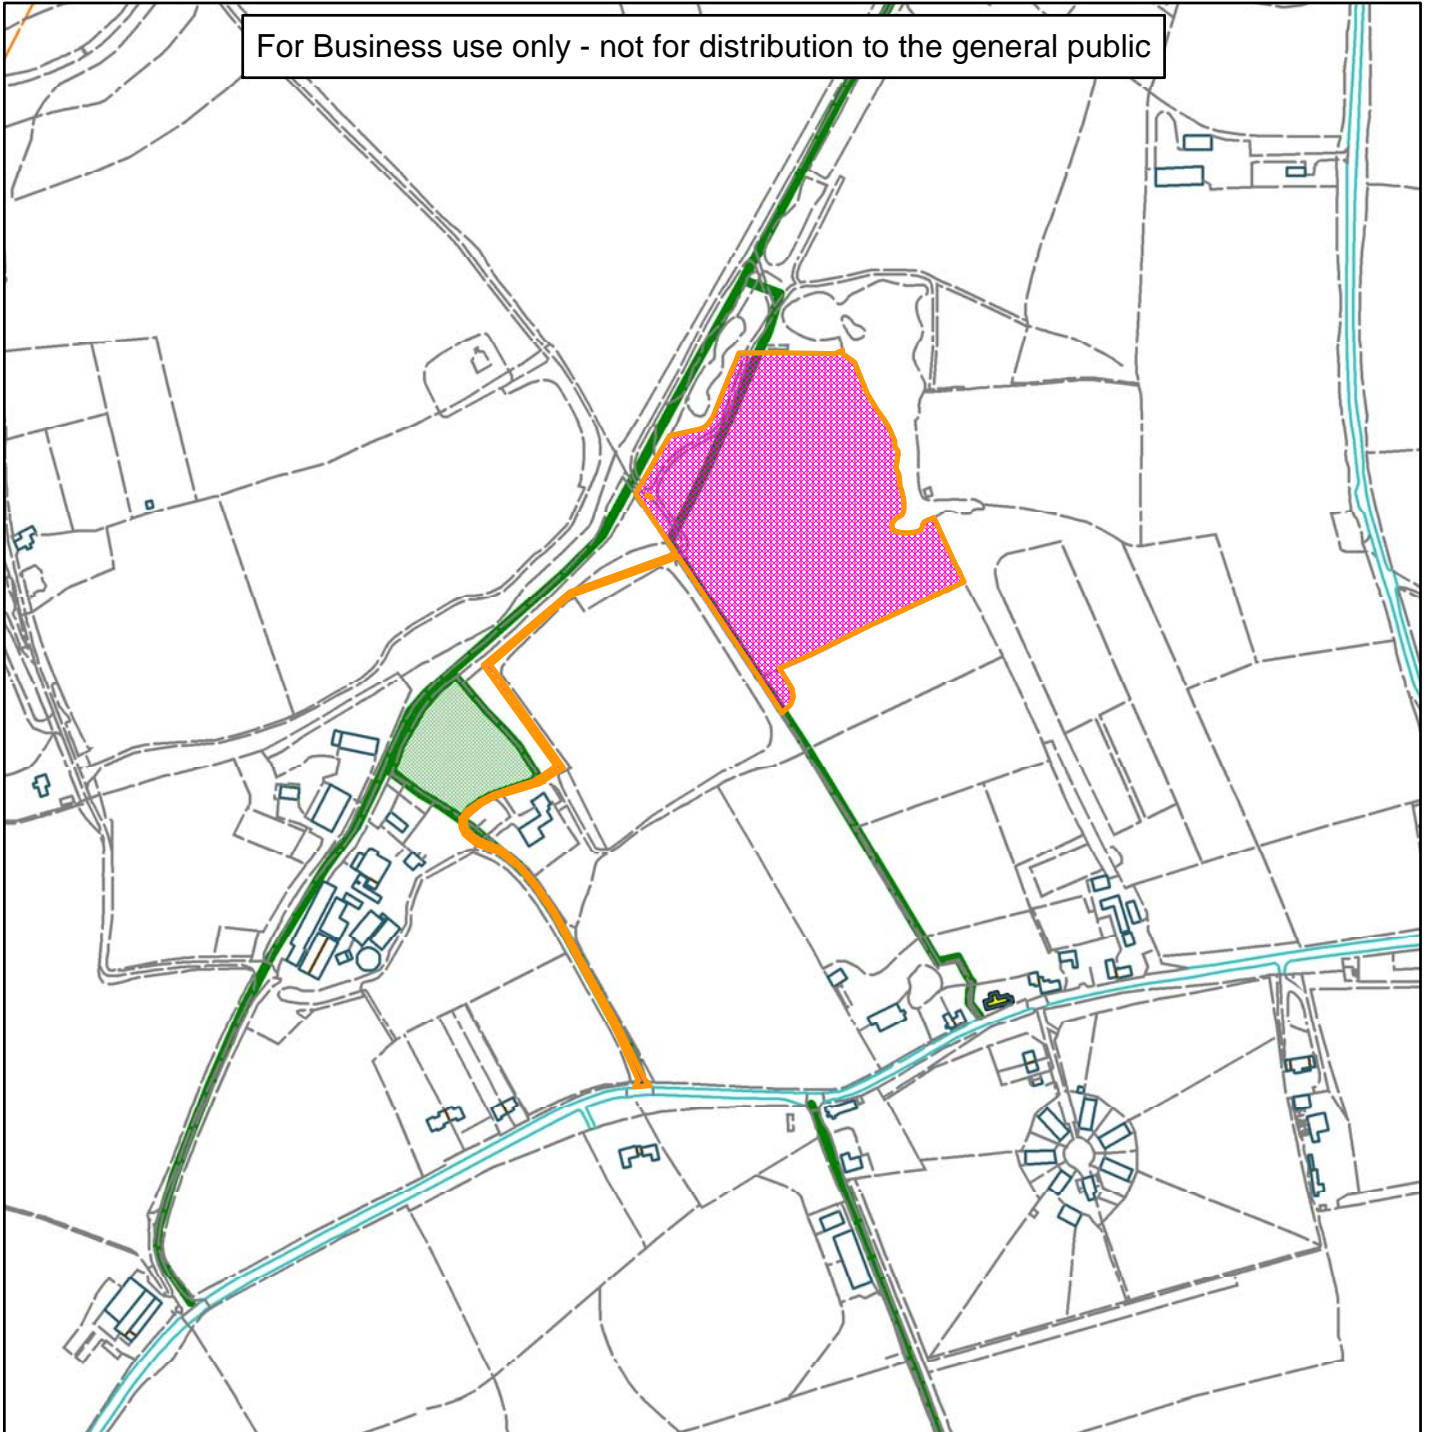 For Business use only - not for distribution to the general public